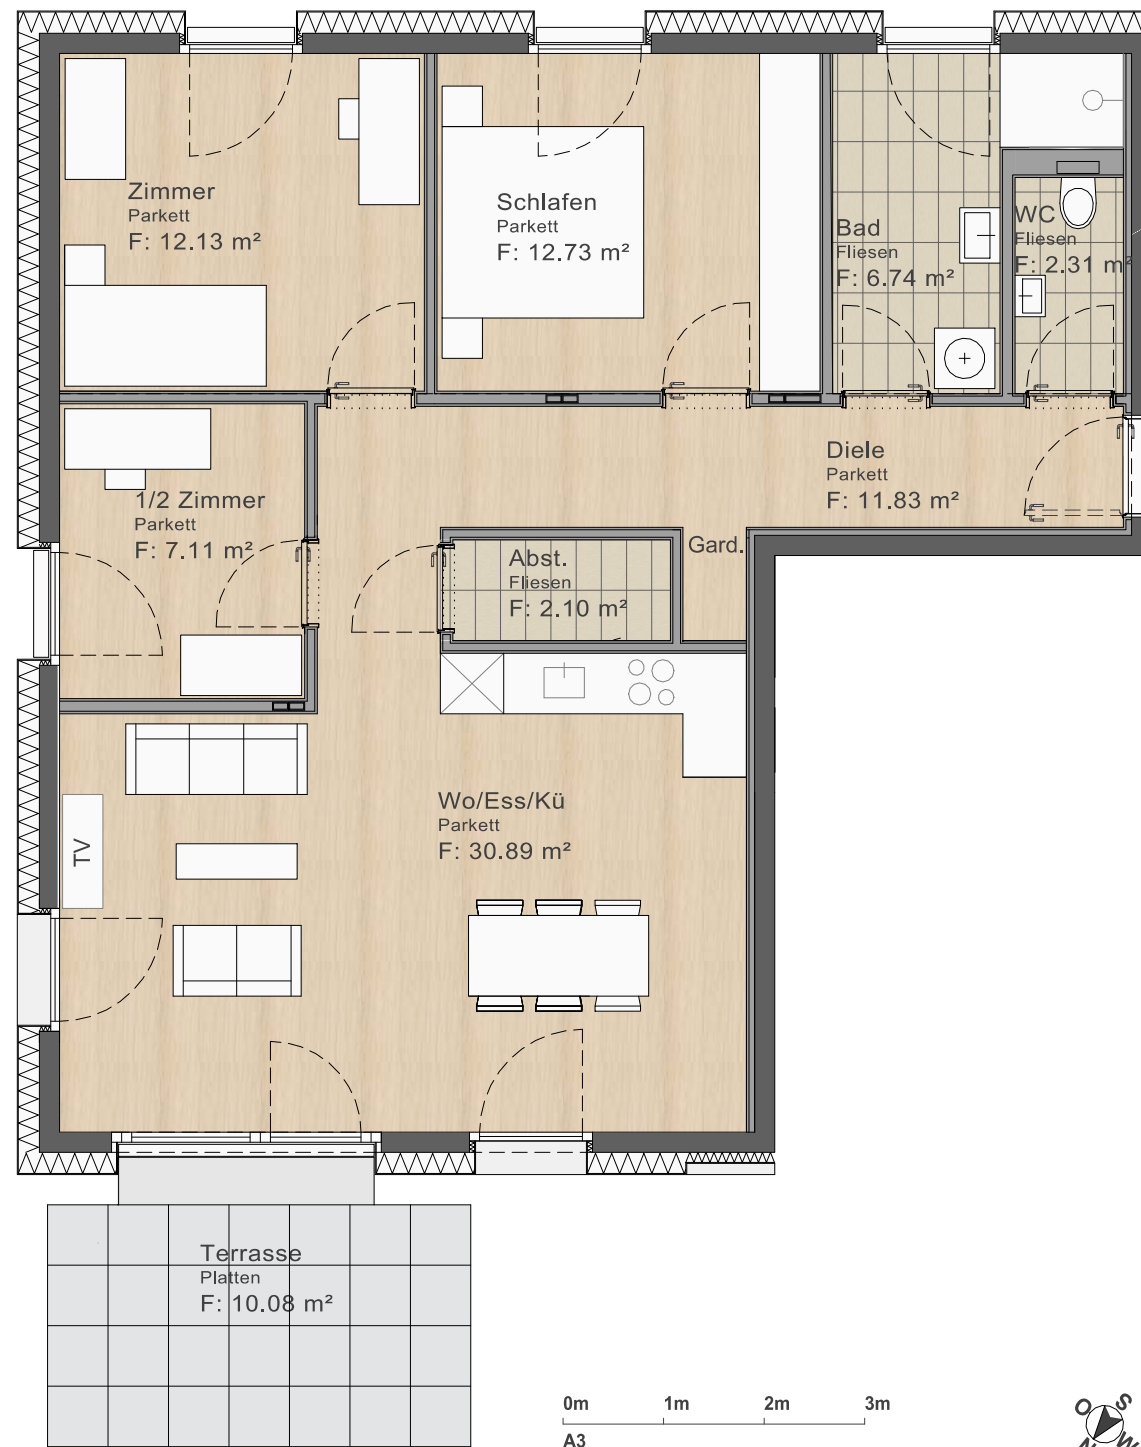 Zimmer
Parkett
F: 12.13 m²
Schlafen
Parkett
F: 12.73 m²
Bad
Fliesen
F: 6.74 m²
WC
Fliesen
F: 2.31 m²
1/2 Zimmer
Parkett
F: 7.11 m²
Diele
Parkett
F: 11.83 m²
Abst.
Fliesen
F: 2.10 m²
Gard.
TV
Wo/Ess/Kü
Parkett
F: 30.89 m²
Terrasse
Platten
F: 10.08 m²
0m 1m 2m 3m
A3
O S
N W